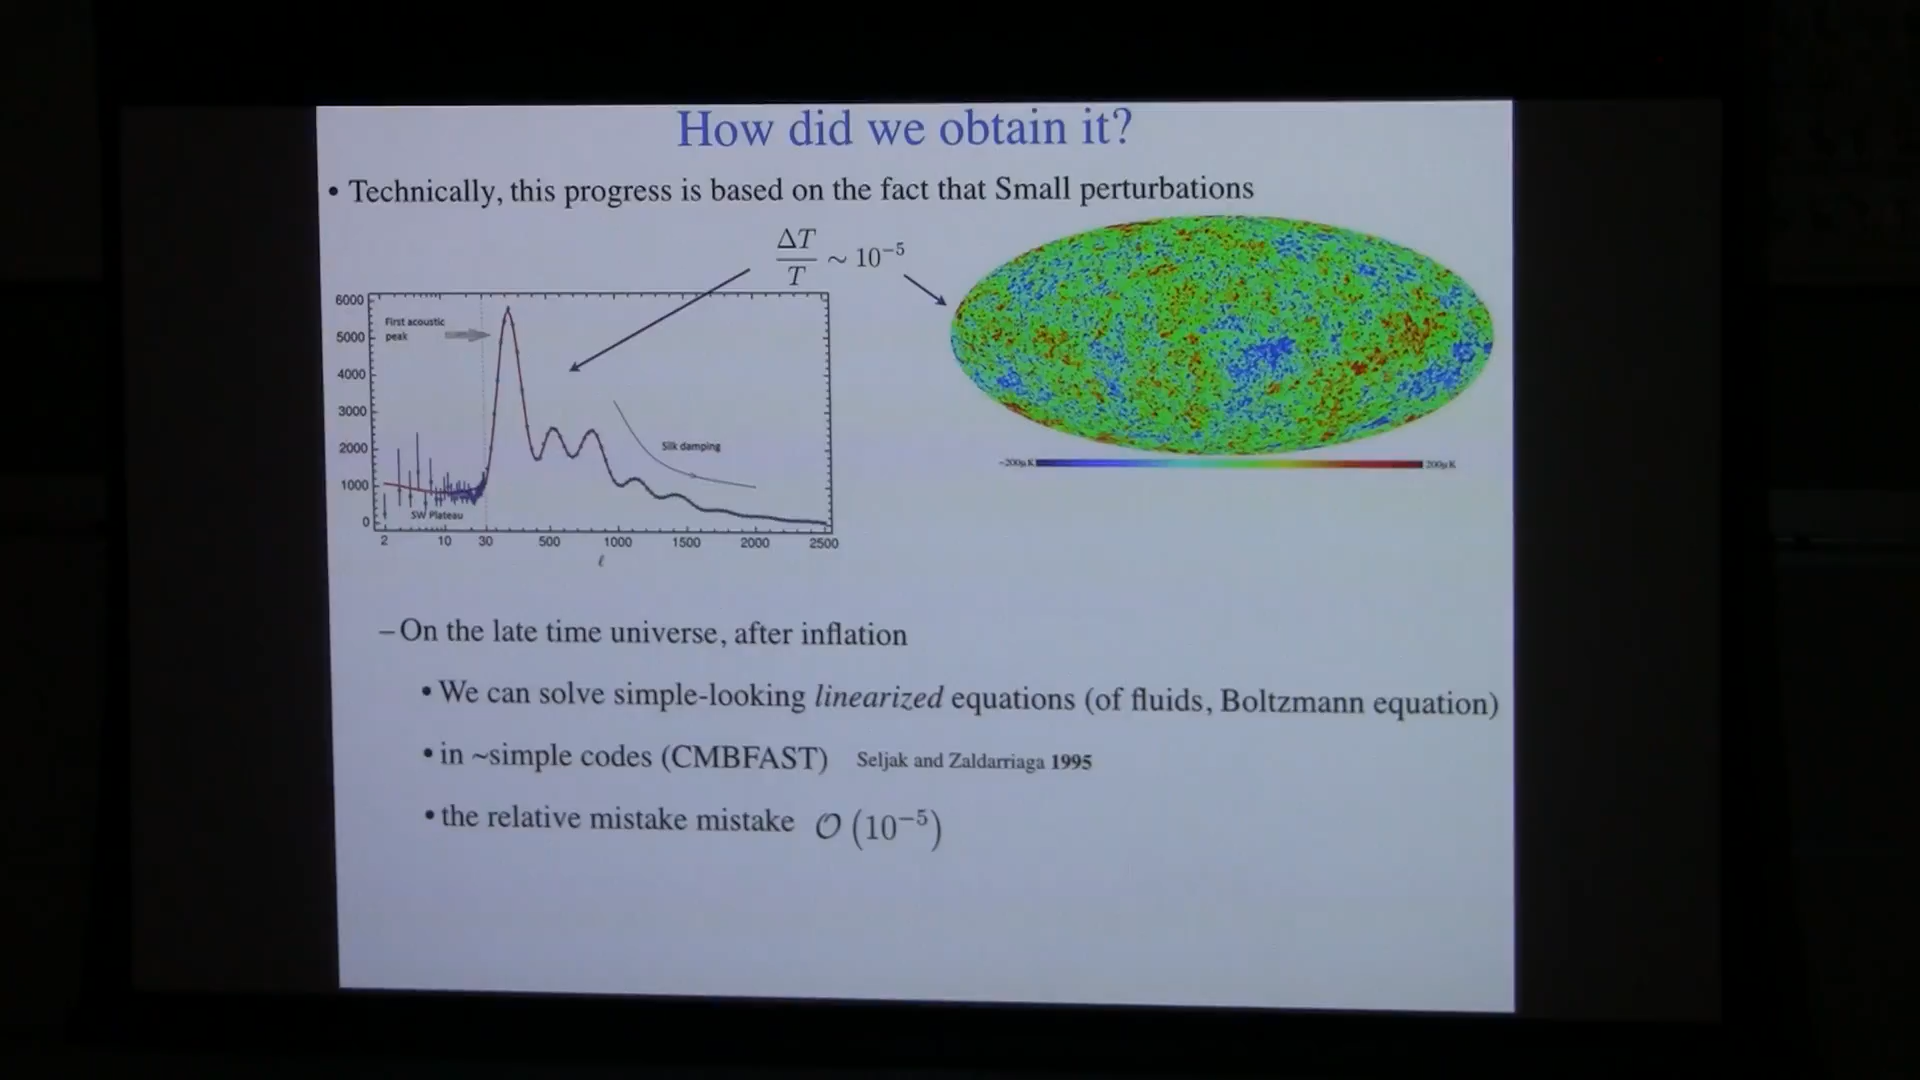 How did we obtain it?
• Technically, this progress is based on the fact that Small perturbations
ΔT/T ~ 10⁻⁵
6000
5000
4000
3000
2000
1000
0
First acoustic
peak
Silk damping
SW Plateau
2 10 30 500 1000 1500 2000 2500
ℓ
-200μK 200μK
– On the late time universe, after inflation
• We can solve simple-looking linearized equations (of fluids, Boltzmann equation)
• in ~simple codes (CMBFAST) Seljak and Zaldarriaga 1995
• the relative mistake mistake O (10⁻⁵)